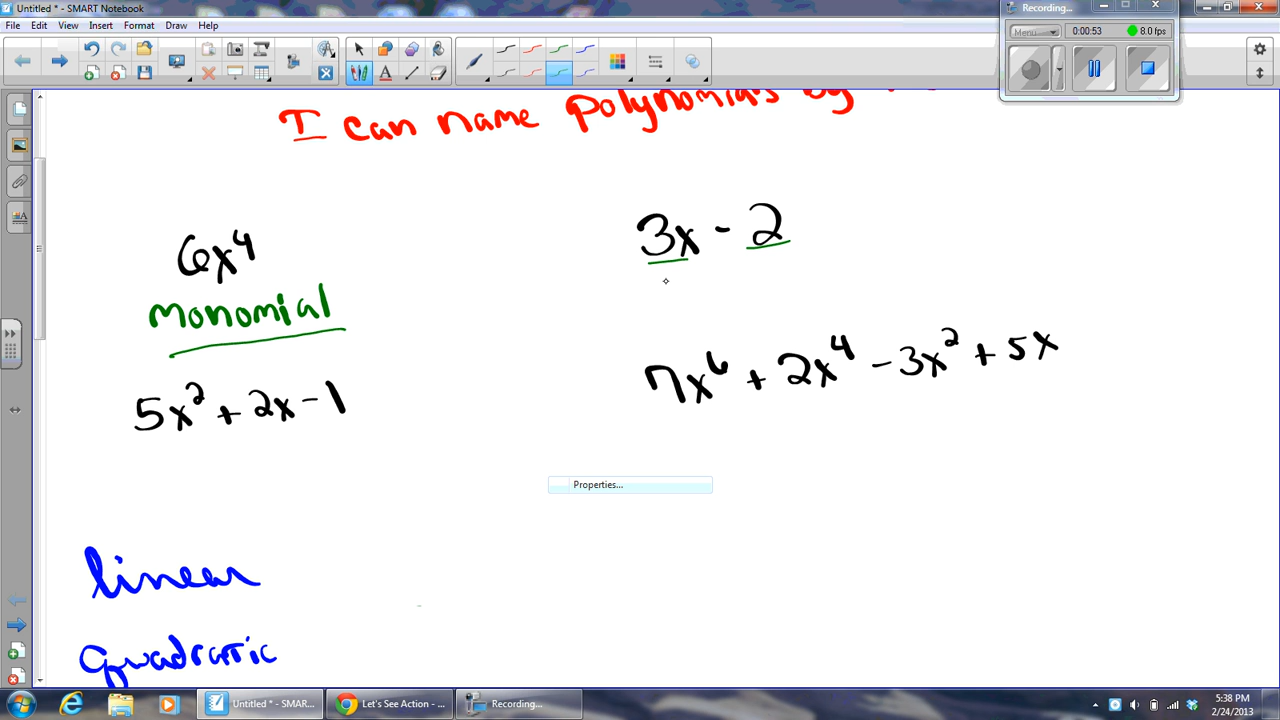 Untitled * - SMART Notebook
Recording...
File Edit View Insert Format Draw Help
Menu 0:00:53 8.0 fps
I can name polynomials by
3x - 2
6x^4
monomial
7x^6 + 2x^4 - 3x^2 + 5x
5x^2 + 2x - 1
Properties...
linear
quadratic
Untitled * - SMAR...
Let's See Action - ...
Recording...
5:38 PM
2/24/2013